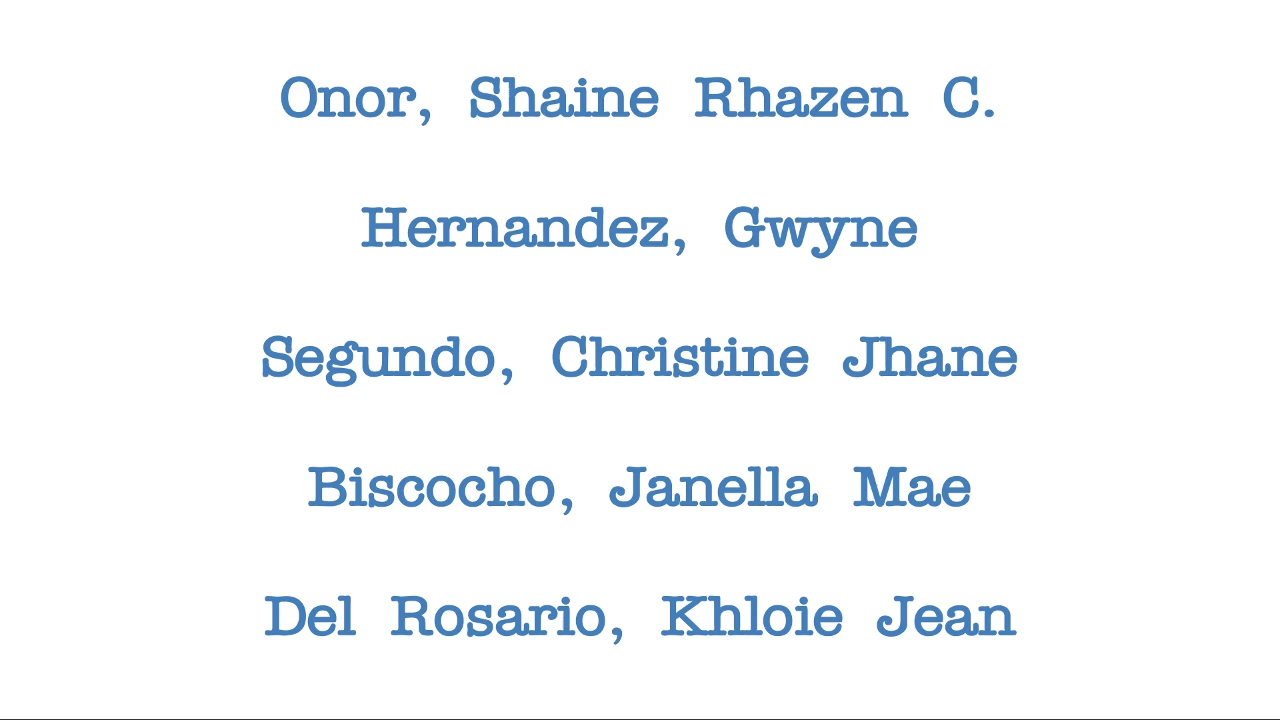 Onor, Shaine Rhazen C.
Hernandez, Gwyne
Segundo, Christine Jhane
Biscocho, Janella Mae
Del Rosario, Khloie Jean